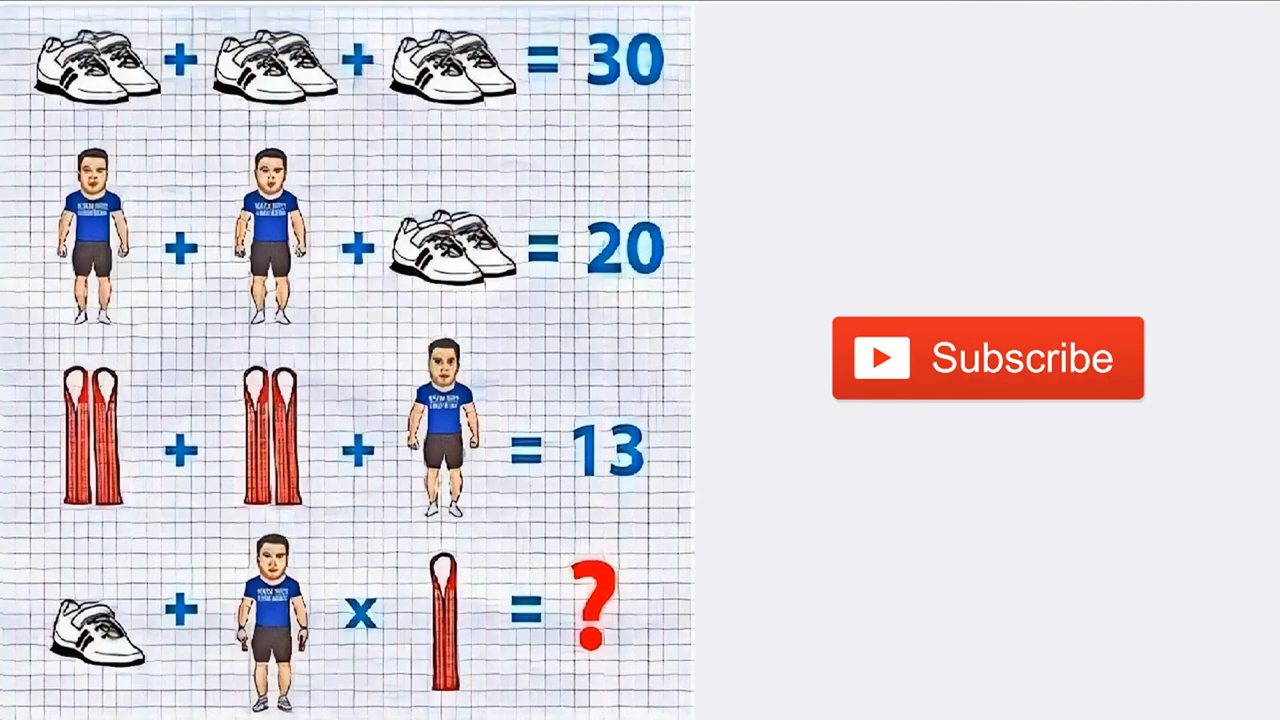 + + = 30
+ + = 20
+ + = 13
+ x = ?
Subscribe